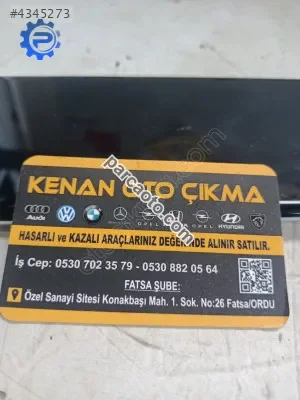 #4345273
KENAN OTO ÇIKMA
Audi OPEL HYUNDAI
HASARLI ve KAZALI ARAÇLARINIZ DEĞERİNDE ALINIR SATILIR.
İş Cep: 0530 702 35 79 - 0530 882 05 64
FATSA ŞUBE:
Özel Sanayi Sitesi Konakbaşı Mah. 1. Sok. No:26 Fatsa/ORDU
parcaoto.com